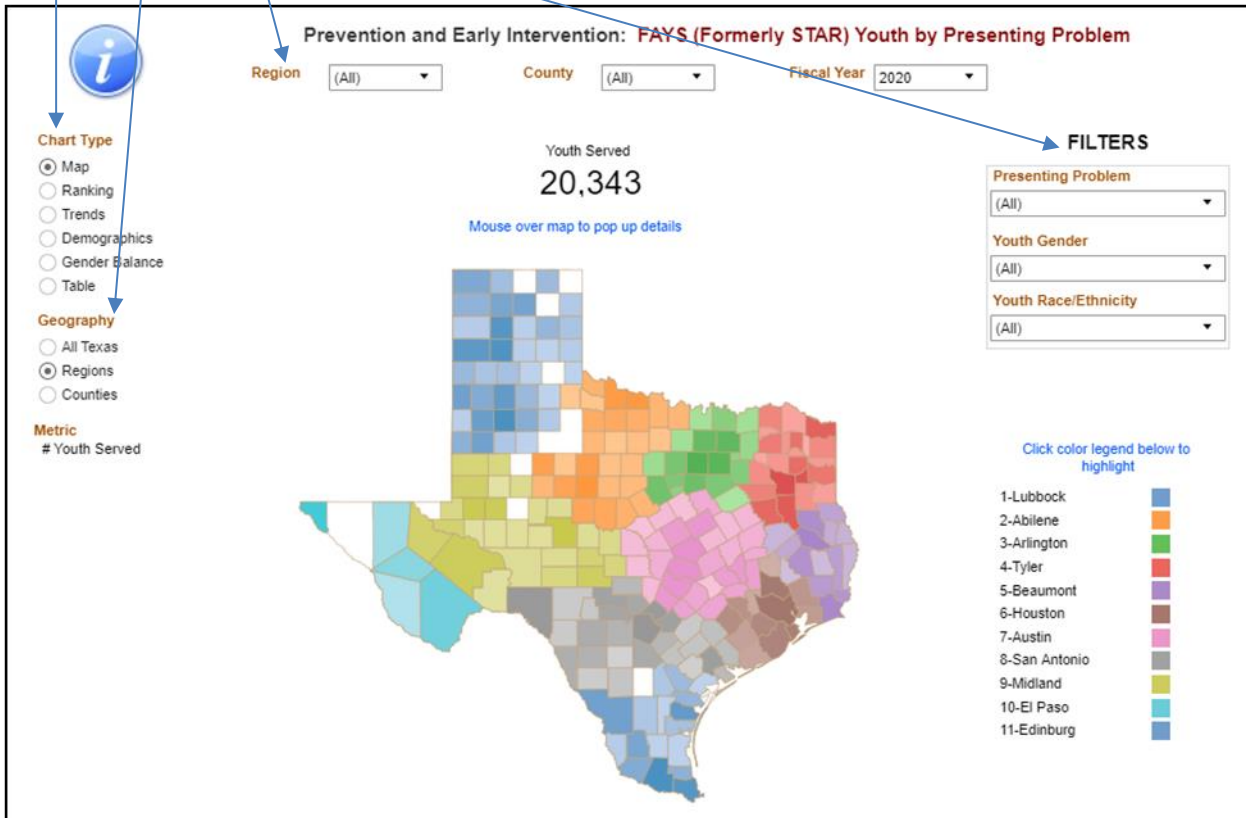 i
Prevention and Early Intervention: FAYS (Formerly STAR) Youth by Presenting Problem
Region (All) County (All) Fiscal Year 2020
Chart Type
Map
Ranking
Trends
Demographics
Gender Balance
Table
Geography
All Texas
Regions
Counties
Metric
# Youth Served
Youth Served
20,343
Mouse over map to pop up details
FILTERS
Presenting Problem
(All)
Youth Gender
(All)
Youth Race/Ethnicity
(All)
Click color legend below to
highlight
1-Lubbock
2-Abilene
3-Arlington
4-Tyler
5-Beaumont
6-Houston
7-Austin
8-San Antonio
9-Midland
10-El Paso
11-Edinburg